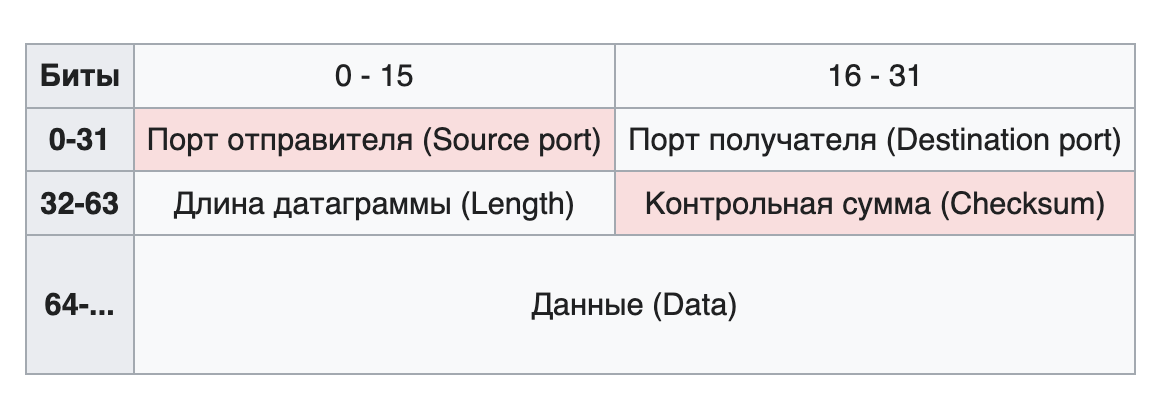 Биты 0 - 15 16 - 31
0-31 Порт отправителя (Source port) Порт получателя (Destination port)
32-63 Длина датаграммы (Length) Контрольная сумма (Checksum)
64-... Данные (Data)